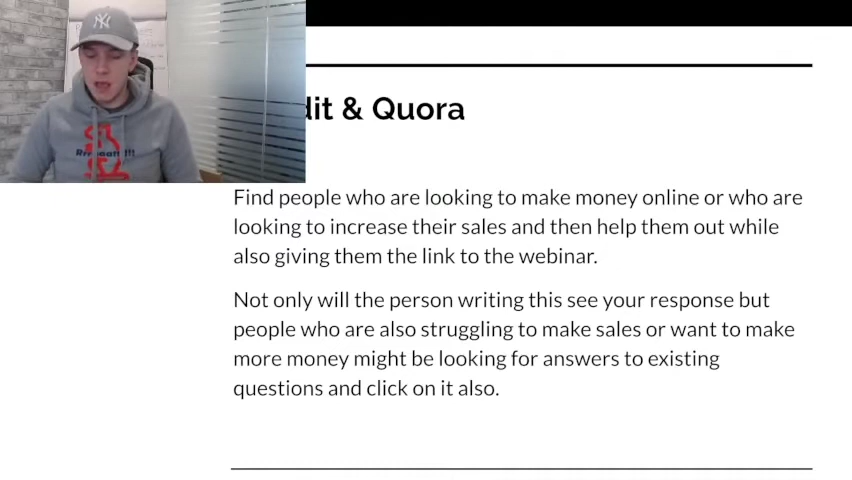 dit & Quora
Find people who are looking to make money online or who are
looking to increase their sales and then help them out while
also giving them the link to the webinar.
Not only will the person writing this see your response but
people who are also struggling to make sales or want to make
more money might be looking for answers to existing
questions and click on it also.